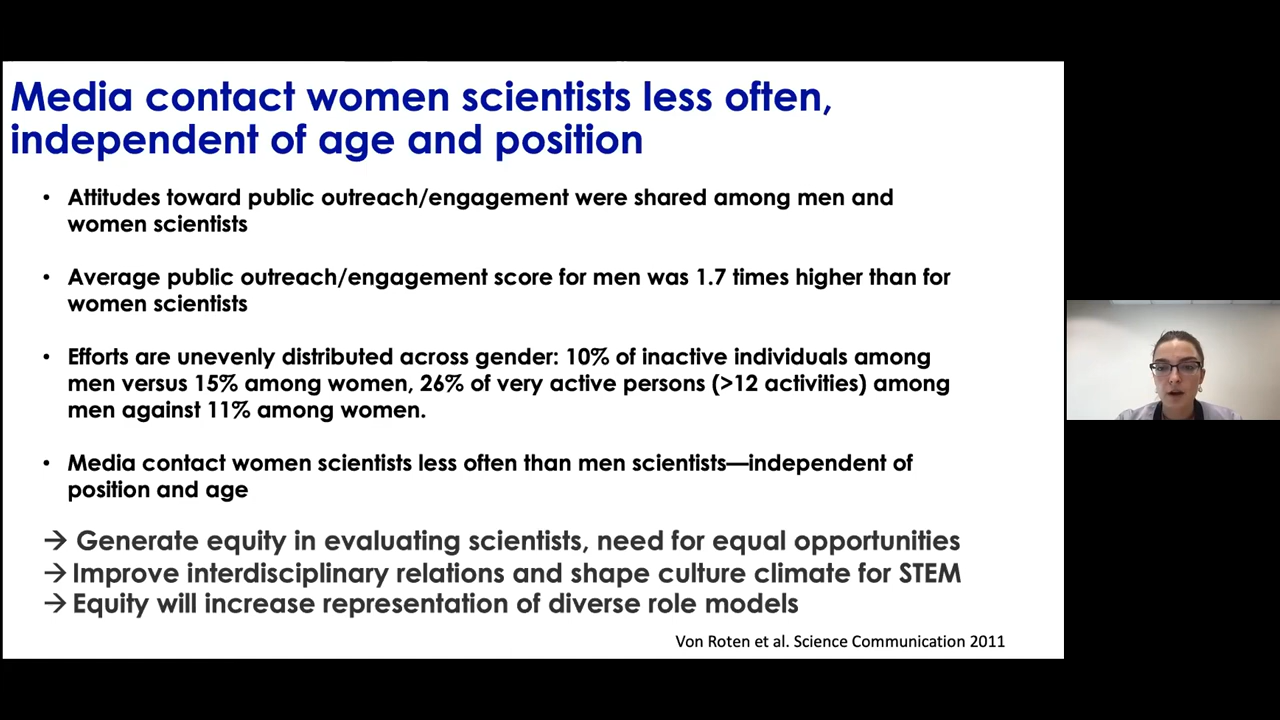 Media contact women scientists less often,
independent of age and position
• Attitudes toward public outreach/engagement were shared among men and
women scientists
• Average public outreach/engagement score for men was 1.7 times higher than for
women scientists
• Efforts are unevenly distributed across gender: 10% of inactive individuals among
men versus 15% among women, 26% of very active persons (>12 activities) among
men against 11% among women.
• Media contact women scientists less often than men scientists—independent of
position and age
→ Generate equity in evaluating scientists, need for equal opportunities
→ Improve interdisciplinary relations and shape culture climate for STEM
→ Equity will increase representation of diverse role models
Von Roten et al. Science Communication 2011